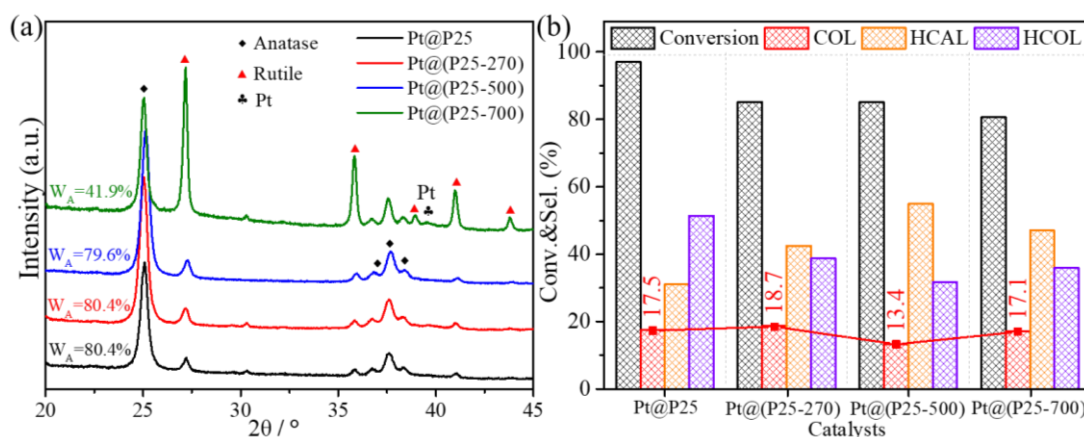 (a)
Intensity (a.u.)
◆ Anatase
▲ Rutile
♣ Pt
Pt@P25
Pt@(P25-270)
Pt@(P25-500)
Pt@(P25-700)
Pt
♣
W_A=41.9%
W_A=79.6%
W_A=80.4%
W_A=80.4%
20 25 30 35 40 45
2θ / °
(b)
Conv.&Sel. (%)
Conversion COL HCAL HCOL
100
80
60
40
20
0
17.5 18.7 13.4 17.1
Pt@P25 Pt@(P25-270) Pt@(P25-500) Pt@(P25-700)
Catalysts